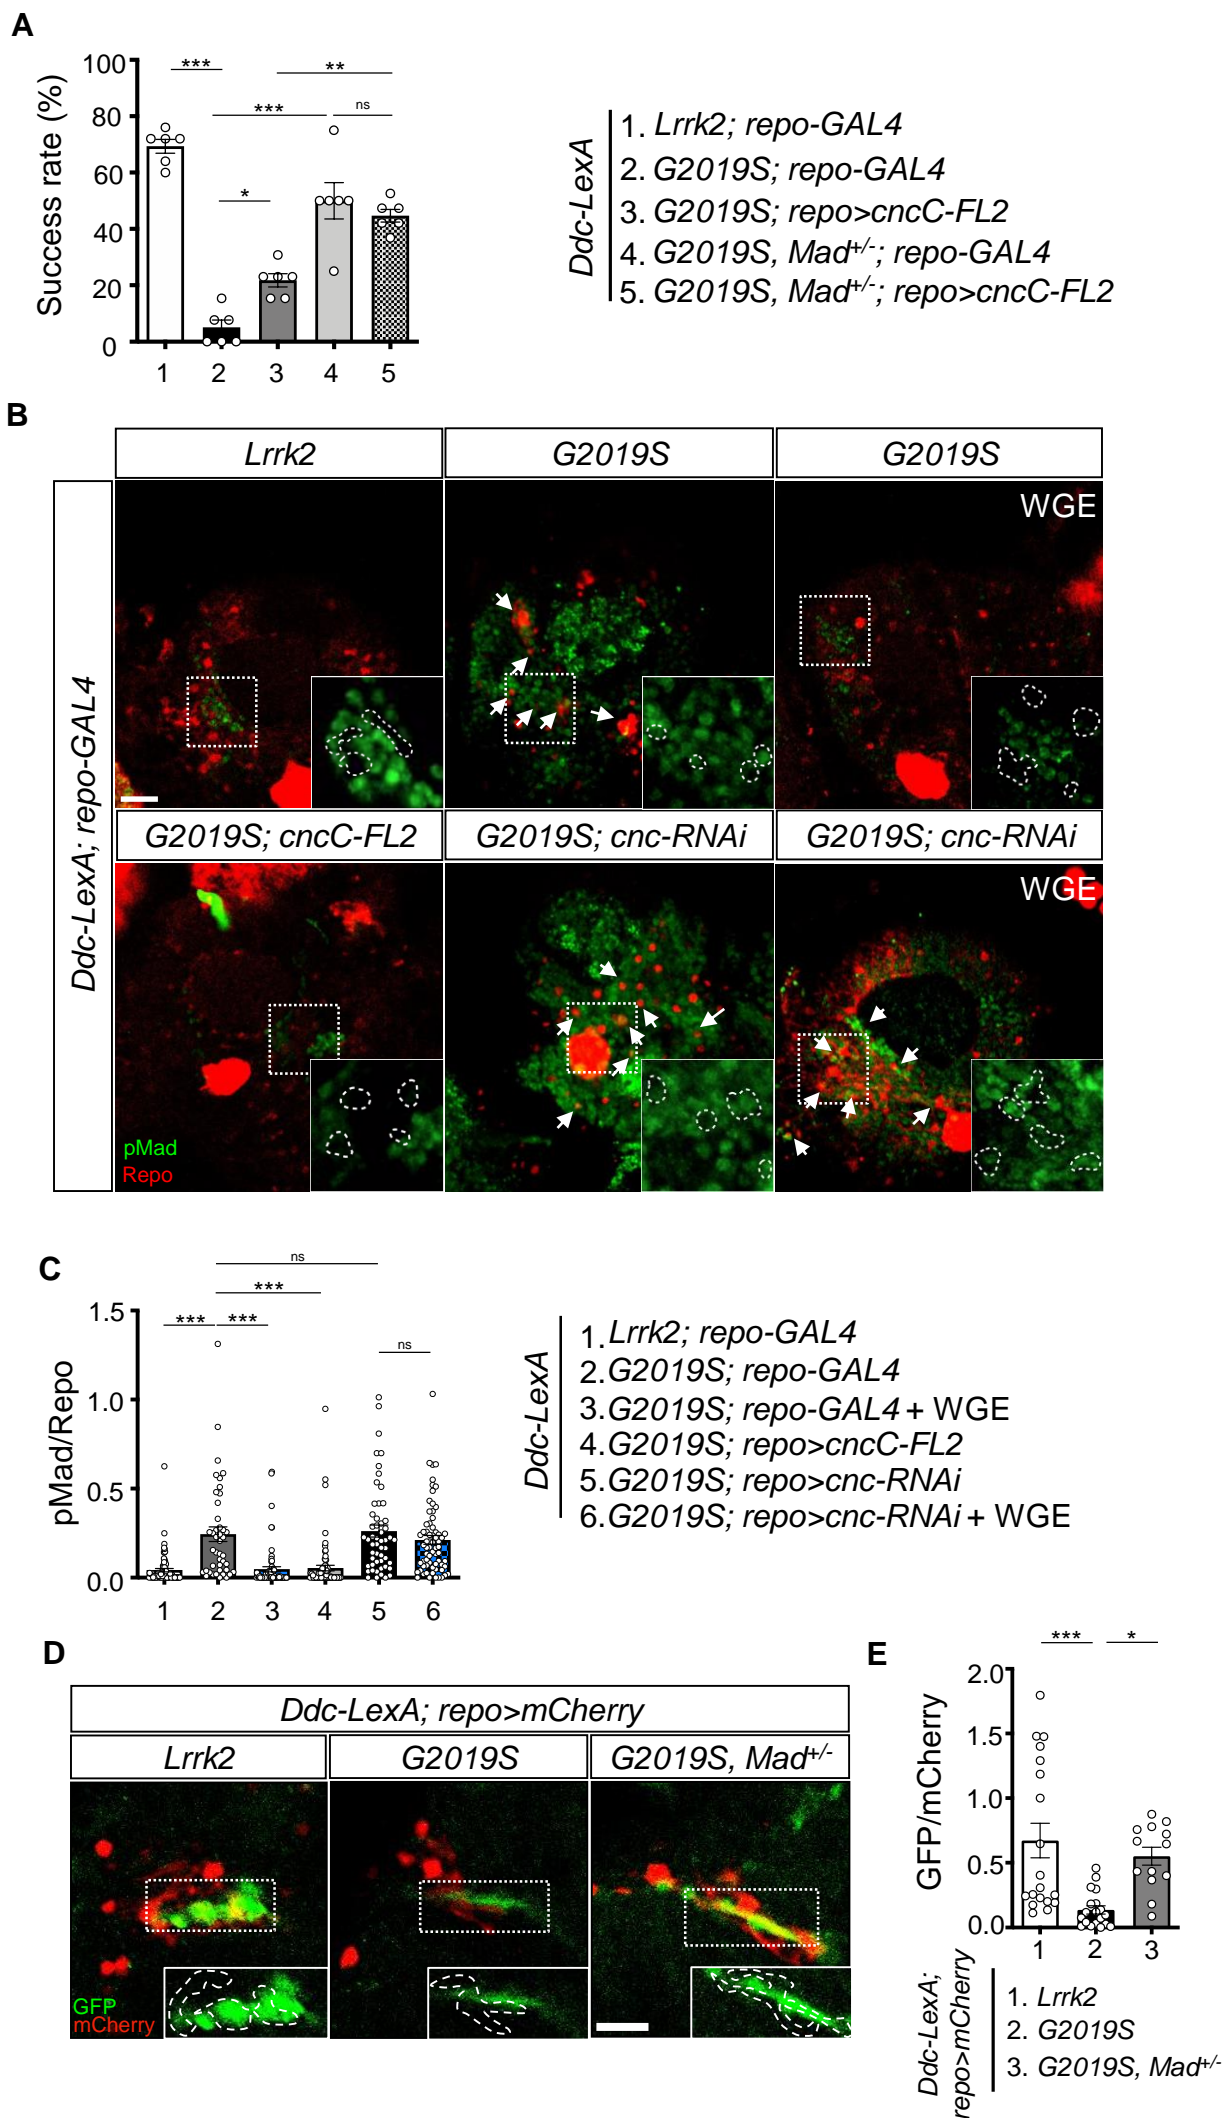 A
Success rate (%)
100
80
60
40
20
0
***
**
***
ns
*
1 2 3 4 5
Ddc-LexA
1. Lrrk2; repo-GAL4
2. G2019S; repo-GAL4
3. G2019S; repo>cncC-FL2
4. G2019S, Mad+/-; repo-GAL4
5. G2019S, Mad+/-; repo>cncC-FL2
B
Ddc-LexA; repo-GAL4
Lrrk2 G2019S G2019S
WGE
G2019S; cncC-FL2 G2019S; cnc-RNAi G2019S; cnc-RNAi
WGE
pMad
Repo
C
pMad/Repo
1.5
1.0
0.5
0.0
ns
***
*** ***
ns
1 2 3 4 5 6
Ddc-LexA
1. Lrrk2; repo-GAL4
2. G2019S; repo-GAL4
3. G2019S; repo-GAL4 + WGE
4. G2019S; repo>cncC-FL2
5. G2019S; repo>cnc-RNAi
6. G2019S; repo>cnc-RNAi + WGE
D
Ddc-LexA; repo>mCherry
Lrrk2 G2019S G2019S, Mad+/-
GFP
mCherry
E
GFP/mCherry
*** *
2.0
1.5
1.0
0.5
0.0
1 2 3
Ddc-LexA;
repo>mCherry
1. Lrrk2
2. G2019S
3. G2019S, Mad+/-